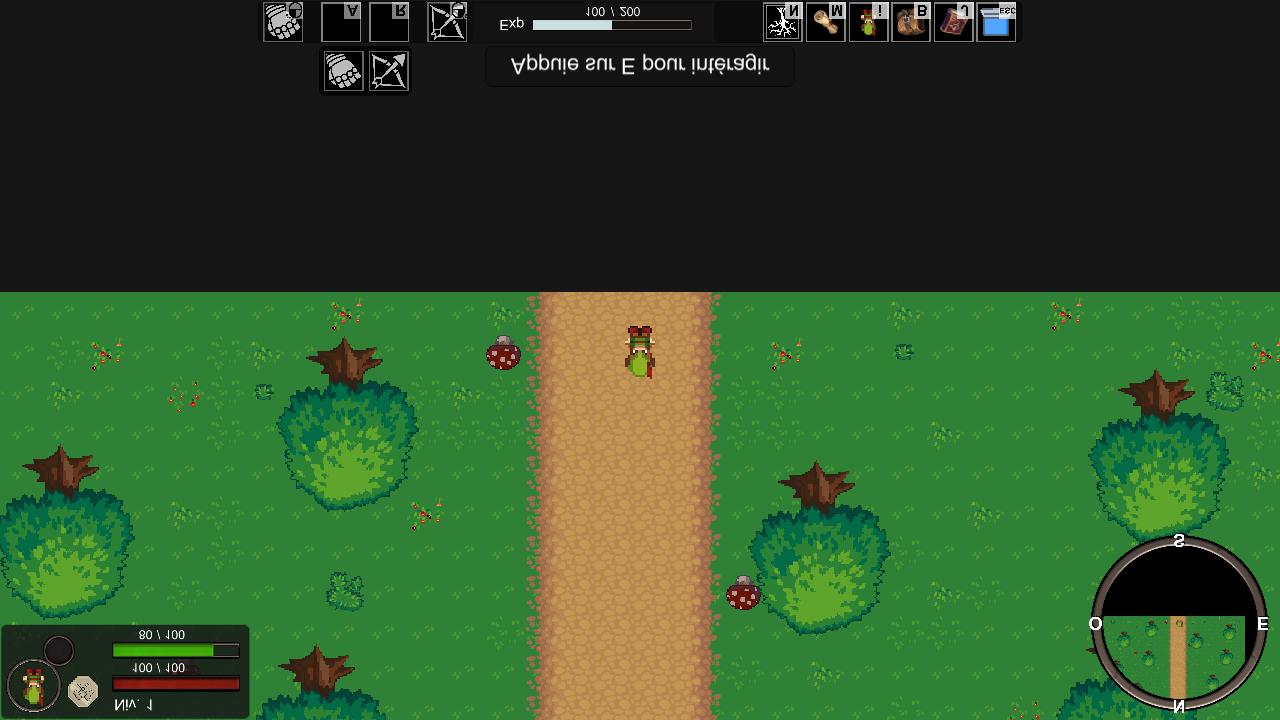 Niv. 1
100 / 100
80 / 100
N
O E
S
Appuie sur E pour intéragir
A R
Exp 100 / 200
N M I B J ESC